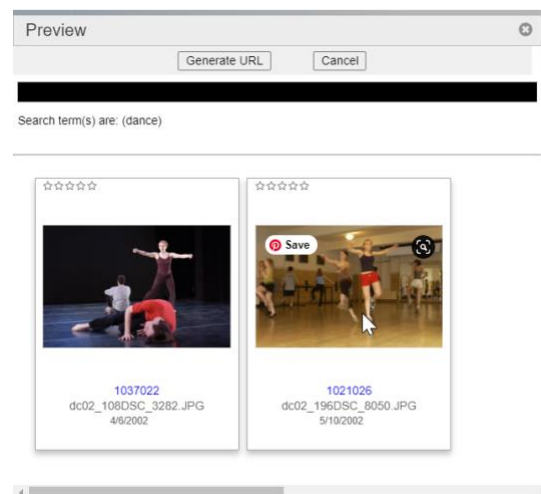 Preview
Generate URL Cancel
Search term(s) are: (dance)
Save
1037022
dc02_108DSC_3282.JPG
4/6/2002
1021026
dc02_196DSC_8050.JPG
5/10/2002